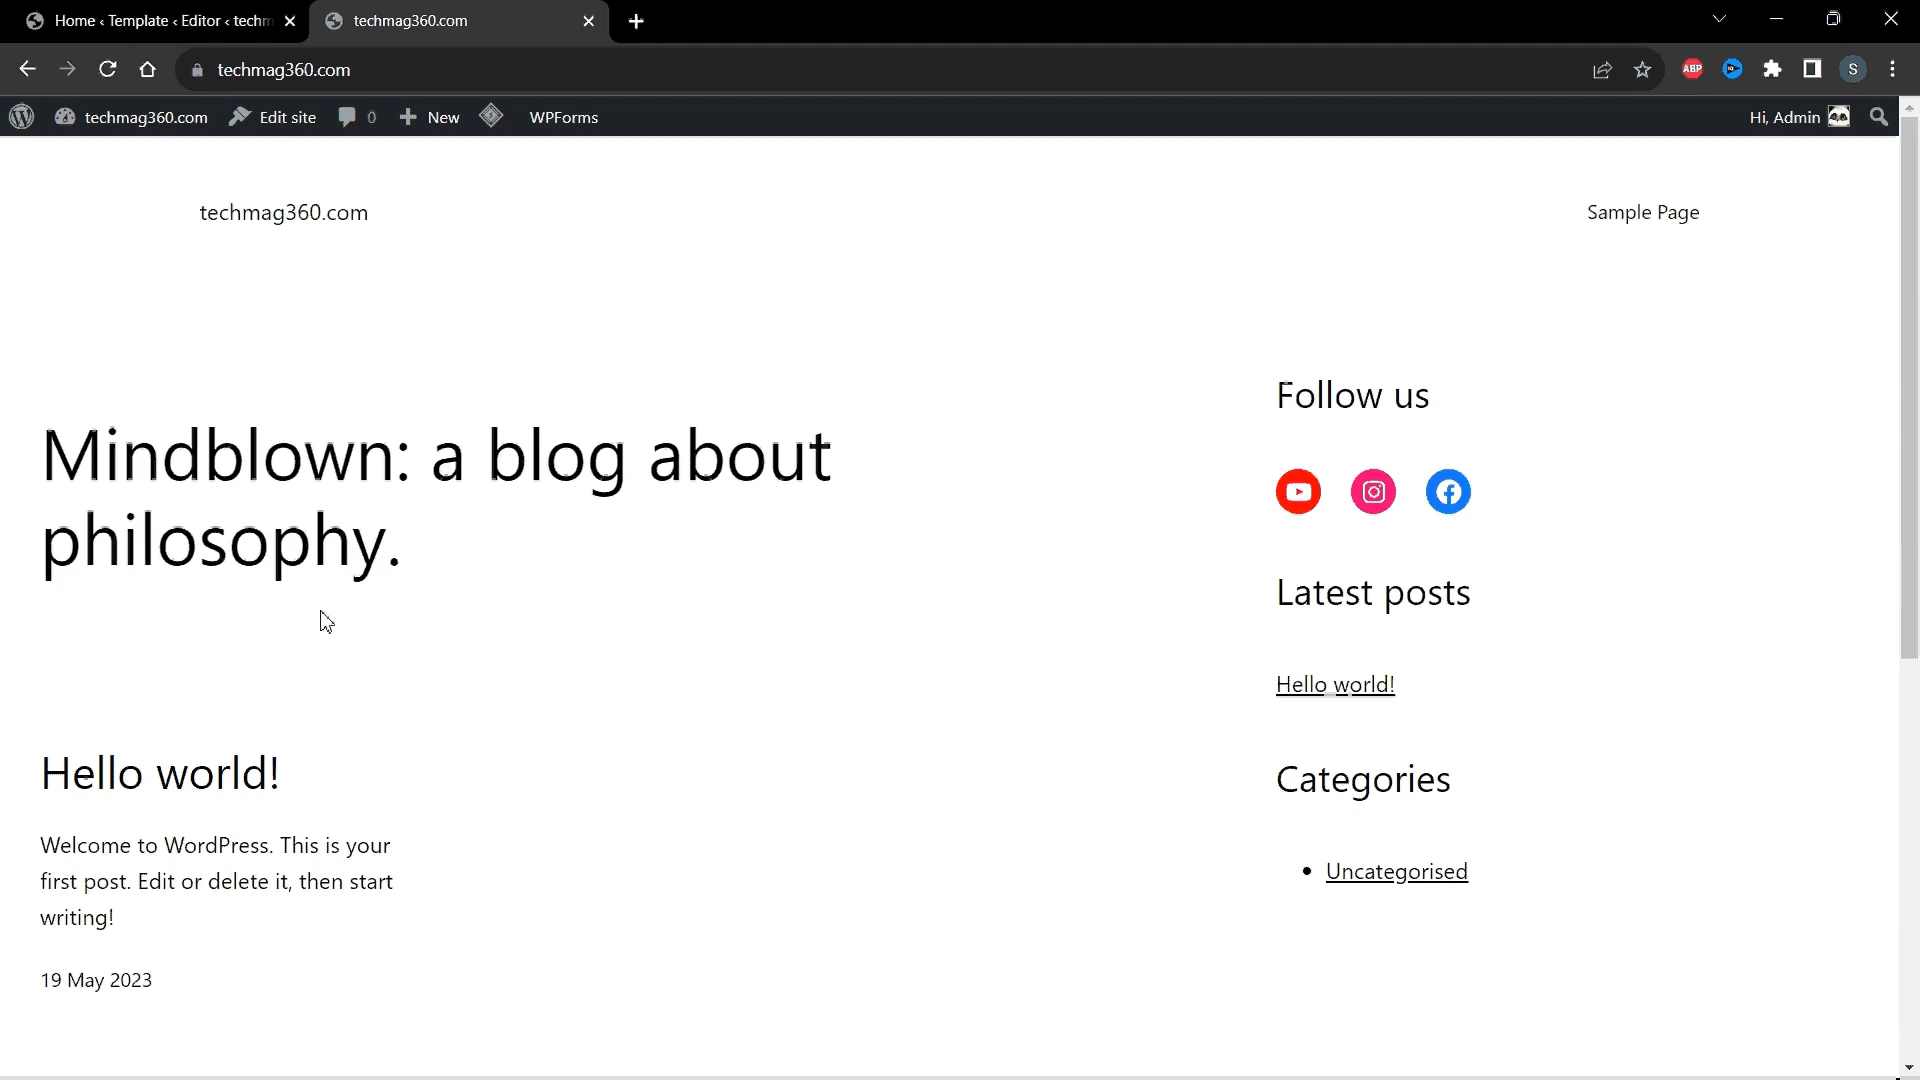 Home ‹ Template ‹ Editor ‹ techm
techmag360.com
techmag360.com
ABP
S
techmag360.com
Edit site
0
New
WPForms
Hi, Admin
techmag360.com
Sample Page
Mindblown: a blog about
philosophy.
Hello world!
Welcome to WordPress. This is your
first post. Edit or delete it, then start
writing!
19 May 2023
Follow us
Latest posts
Hello world!
Categories
Uncategorised